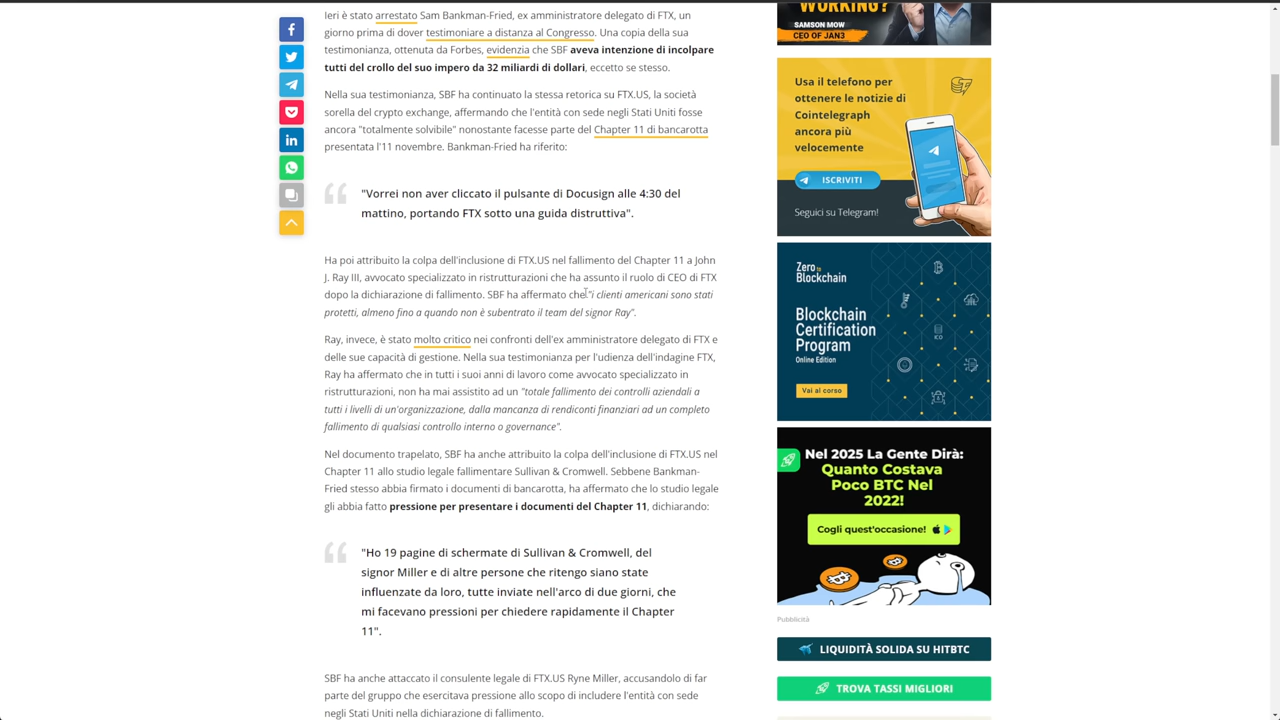 Ieri è stato arrestato Sam Bankman-Fried, ex amministratore delegato di FTX, un
giorno prima di dover testimoniare a distanza al Congresso. Una copia della sua
testimonianza, ottenuta da Forbes, evidenzia che SBF aveva intenzione di incolpare
tutti del crollo del suo impero da 32 miliardi di dollari, eccetto se stesso.
Nella sua testimonianza, SBF ha continuato la stessa retorica su FTX.US, la società
sorella del crypto exchange, affermando che l'entità con sede negli Stati Uniti fosse
ancora "totalmente solvibile" nonostante facesse parte del Chapter 11 di bancarotta
presentata l'11 novembre. Bankman-Fried ha riferito:
"Vorrei non aver cliccato il pulsante di Docusign alle 4:30 del
mattino, portando FTX sotto una guida distruttiva".
Ha poi attribuito la colpa dell'inclusione di FTX.US nel fallimento del Chapter 11 a John
J. Ray III, avvocato specializzato in ristrutturazioni che ha assunto il ruolo di CEO di FTX
dopo la dichiarazione di fallimento. SBF ha affermato che "i clienti americani sono stati
protetti, almeno fino a quando non è subentrato il team del signor Ray".
Ray, invece, è stato molto critico nei confronti dell'ex amministratore delegato di FTX e
delle sue capacità di gestione. Nella sua testimonianza per l'udienza dell'indagine FTX,
Ray ha affermato che in tutti i suoi anni di lavoro come avvocato specializzato in
ristrutturazioni, non ha mai assistito ad un "totale fallimento dei controlli aziendali a
tutti i livelli di un'organizzazione, dalla mancanza di rendiconti finanziari ad un completo
fallimento di qualsiasi controllo interno o governance".
Nel documento trapelato, SBF ha anche attribuito la colpa dell'inclusione di FTX.US nel
Chapter 11 allo studio legale fallimentare Sullivan & Cromwell. Sebbene Bankman-
Fried stesso abbia firmato i documenti di bancarotta, ha affermato che lo studio legale
gli abbia fatto pressione per presentare i documenti del Chapter 11, dichiarando:
"Ho 19 pagine di schermate di Sullivan & Cromwell, del
signor Miller e di altre persone che ritengo siano state
influenzate da loro, tutte inviate nell'arco di due giorni, che
mi facevano pressioni per chiedere rapidamente il Chapter
11".
SBF ha anche attaccato il consulente legale di FTX.US Ryne Miller, accusandolo di far
parte del gruppo che esercitava pressione allo scopo di includere l'entità con sede
negli Stati Uniti nella dichiarazione di fallimento.
WORKING?
SAMSON MOW
CEO OF JAN3
Usa il telefono per
ottenere le notizie di
Cointelegraph
ancora più
velocemente
ISCRIVITI
Seguici su Telegram!
Zero to
Blockchain
Blockchain
Certification
Program
Online Edition
Vai al corso
ICO
Nel 2025 La Gente Dirà:
Quanto Costava
Poco BTC Nel
2022!
Cogli quest'occasione!
Pubblicità
LIQUIDITÀ SOLIDA SU HITBTC
TROVA TASSI MIGLIORI